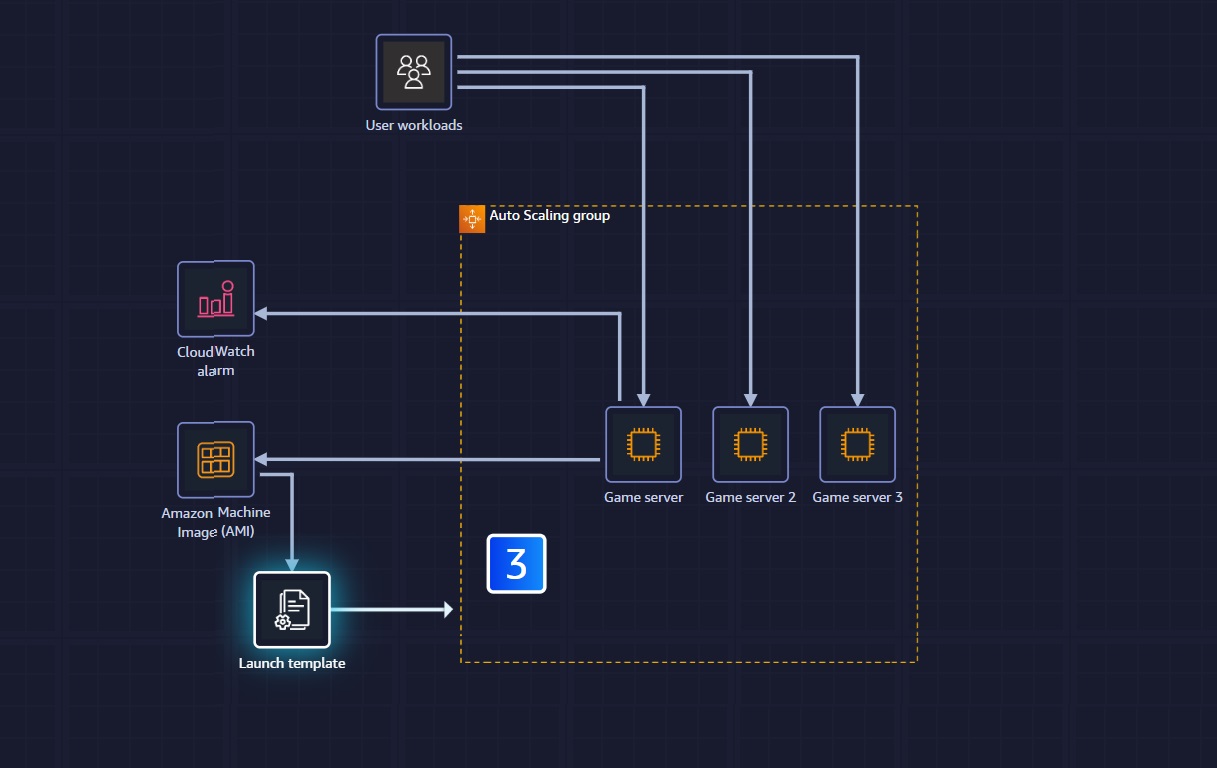 User workloads
Auto Scaling group
CloudWatch
alarm
Game server
Game server 2
Game server 3
Amazon Machine
Image (AMI)
3
Launch template